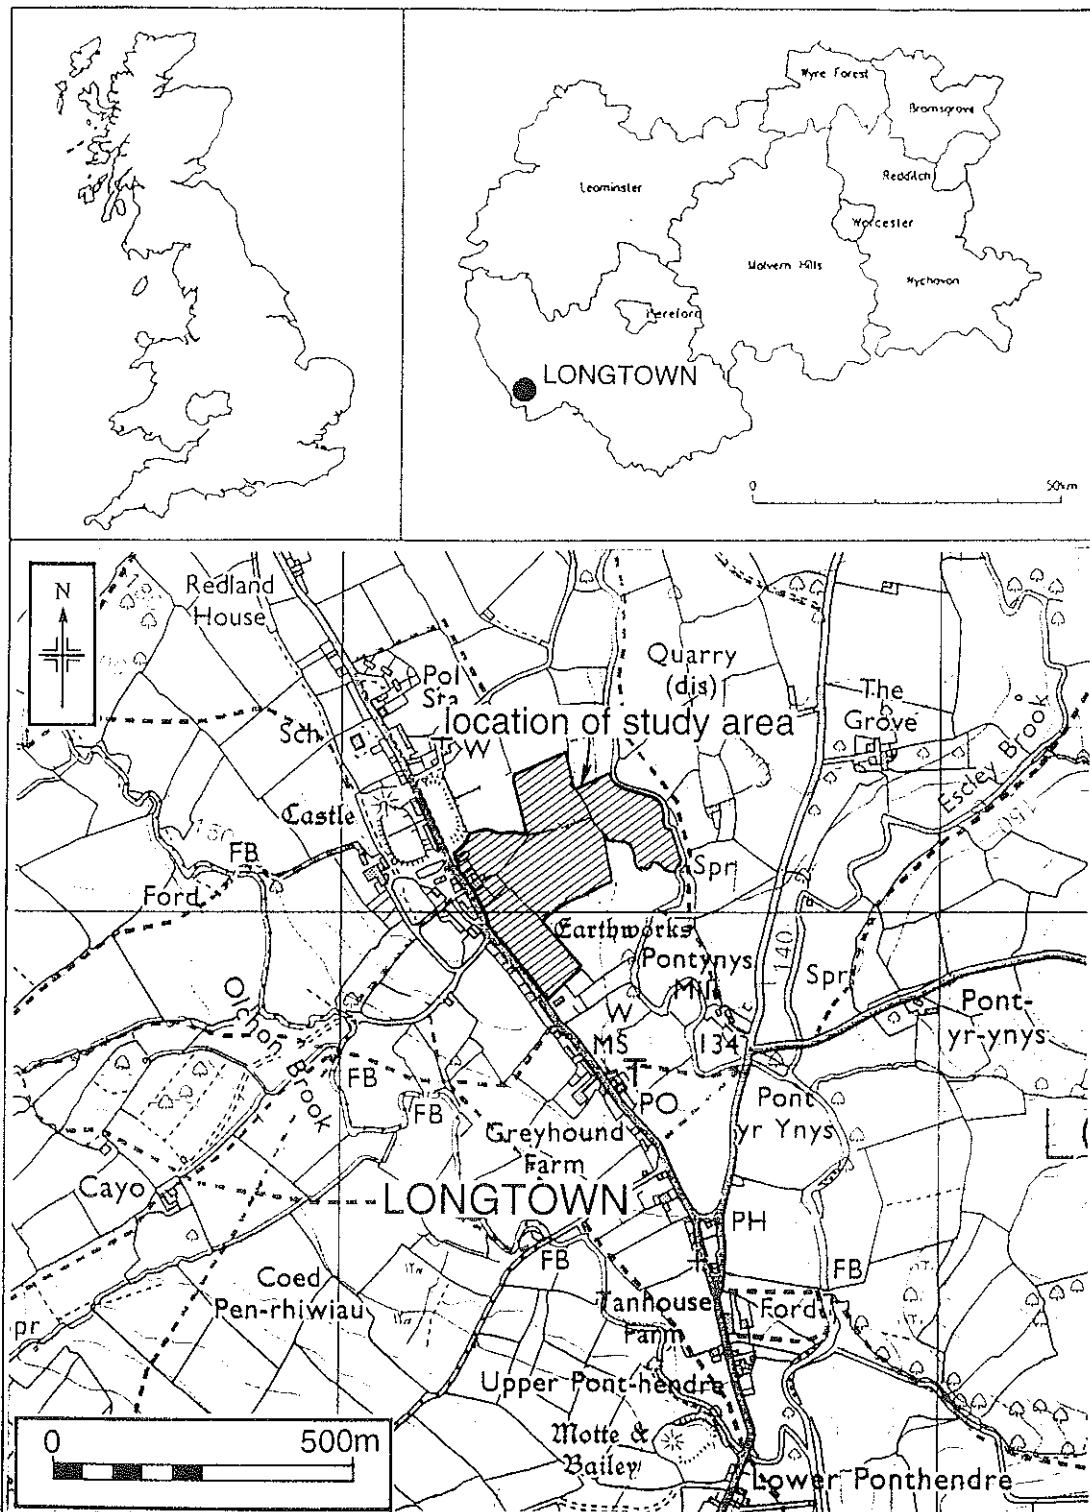 Wyre Forest
Bromsgrove
Leominster
Redditch
Worcester
Malvern Hills
Wychavon
Hereford
LONGTOWN
0 50km
N
Redland
House
Pol
Sta
Quarry
(dis)
The
Grove
location of study area
Sch
T W
Escley Brook
Castle
150
FB
Spr
Ford
Earthworks
Pontynys
Mill
140
Spr
Pont-
yr-ynys
Olchon
Brook
W
MS
134
T
FB
FB
PO
Pont
yr Ynys
Greyhound
Farm
Cayo
LONGTOWN
PH
FB
FB
Coed
Pen-rhiwiau
Tanhouse
Farm
Ford
pr
Upper Pont-hendre
Motte &
Bailey
Lower Ponthendre
0 500m